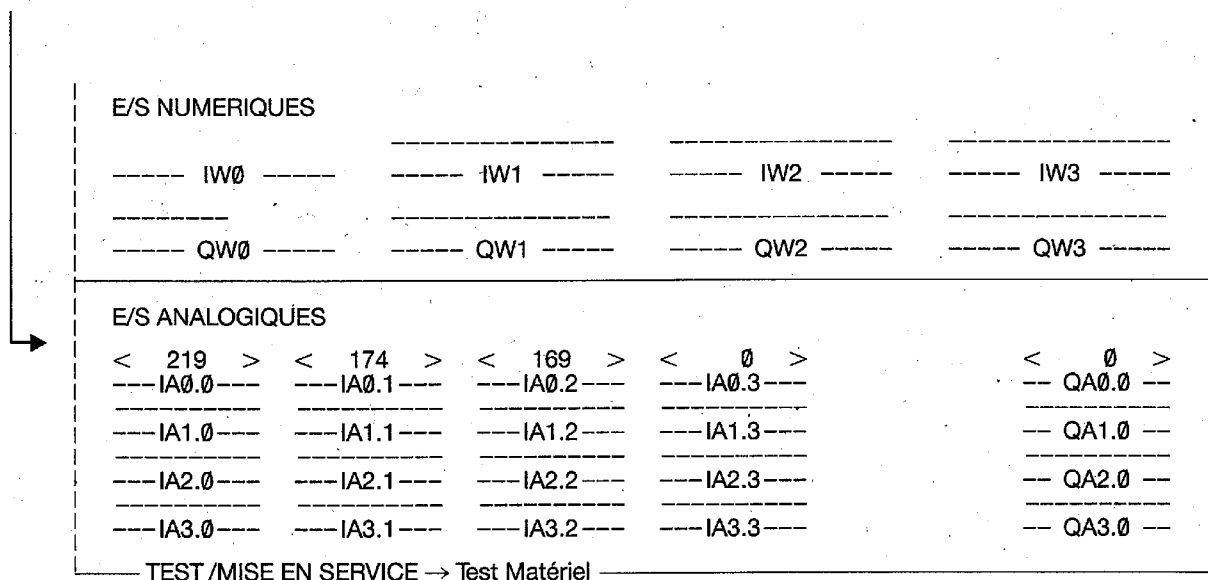 E/S NUMERIQUES
----- IWØ ----- ----- IW1 ----- ----- IW2 ----- ----- IW3 -----
----- QWØ ----- ----- QW1 ----- ----- QW2 ----- ----- QW3 -----
E/S ANALOGIQUES
< 219 > < 174 > < 169 > < Ø > < Ø >
---IAØ.0--- ---IAØ.1--- ---IAØ.2--- ---IAØ.3--- -- QAØ.Ø --
---IA1.Ø--- ---IA1.1--- ---IA1.2--- ---IA1.3--- -- QA1.Ø --
---IA2.Ø--- ---IA2.1--- ---IA2.2--- ---IA2.3--- -- QA2.Ø --
---IA3.Ø--- ---IA3.1--- ---IA3.2--- ---IA3.3--- -- QA3.Ø --
TEST /MISE EN SERVICE → Test Matériel